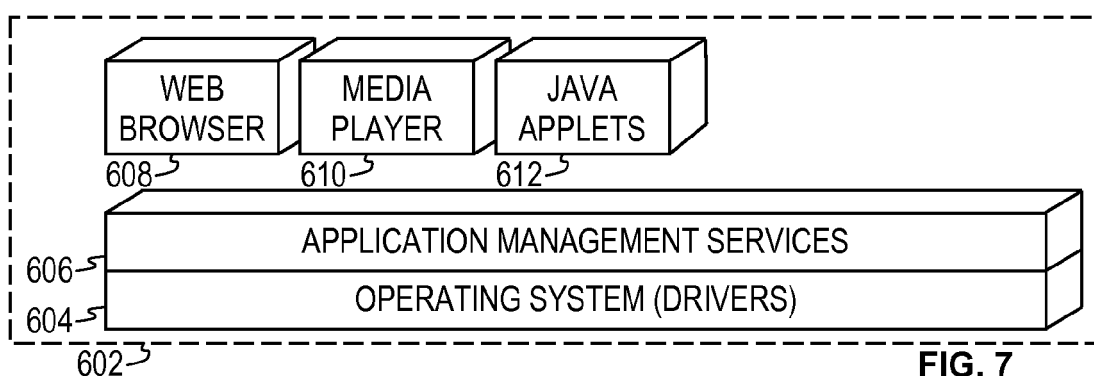 WEB
BROWSER
MEDIA
PLAYER
JAVA
APPLETS
608
610
612
APPLICATION MANAGEMENT SERVICES
606
OPERATING SYSTEM (DRIVERS)
604
602
FIG. 7